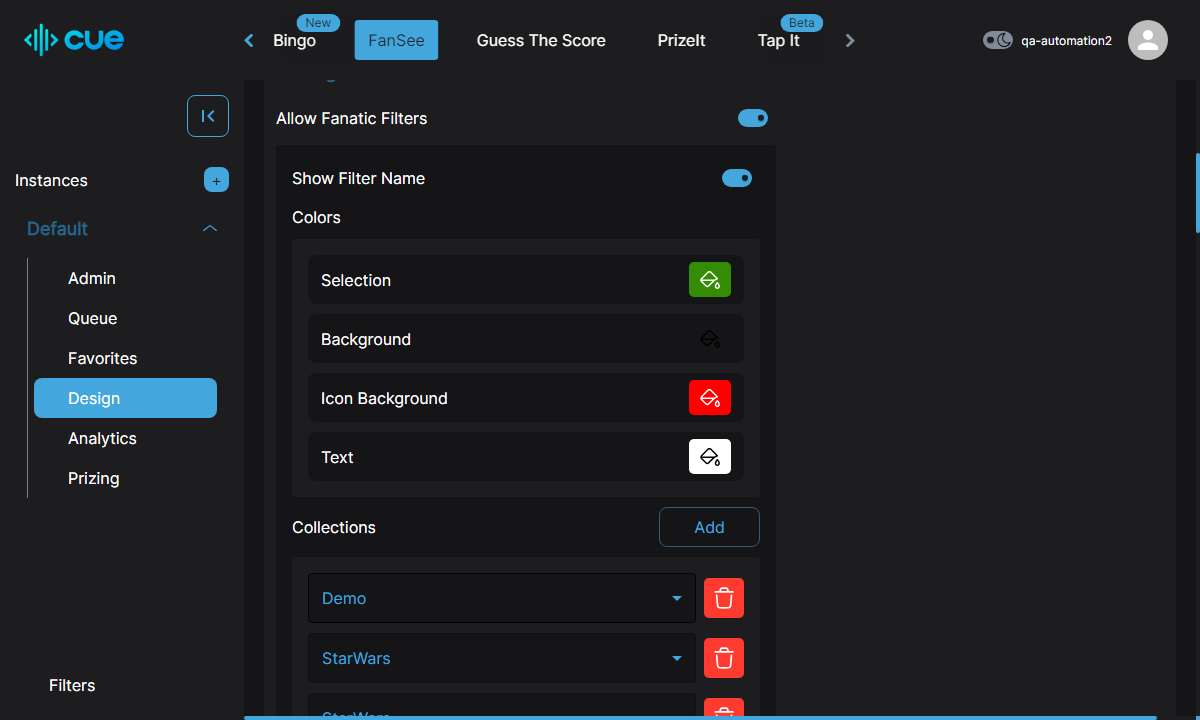 cue
New
Bingo
FanSee
Guess The Score
PrizeIt
Beta
Tap It
qa-automation2
Instances
+
Default
Admin
Queue
Favorites
Design
Analytics
Prizing
Filters
Allow Fanatic Filters
Show Filter Name
Colors
Selection
Background
Icon Background
Text
Collections
Add
Demo
StarWars
StarWars